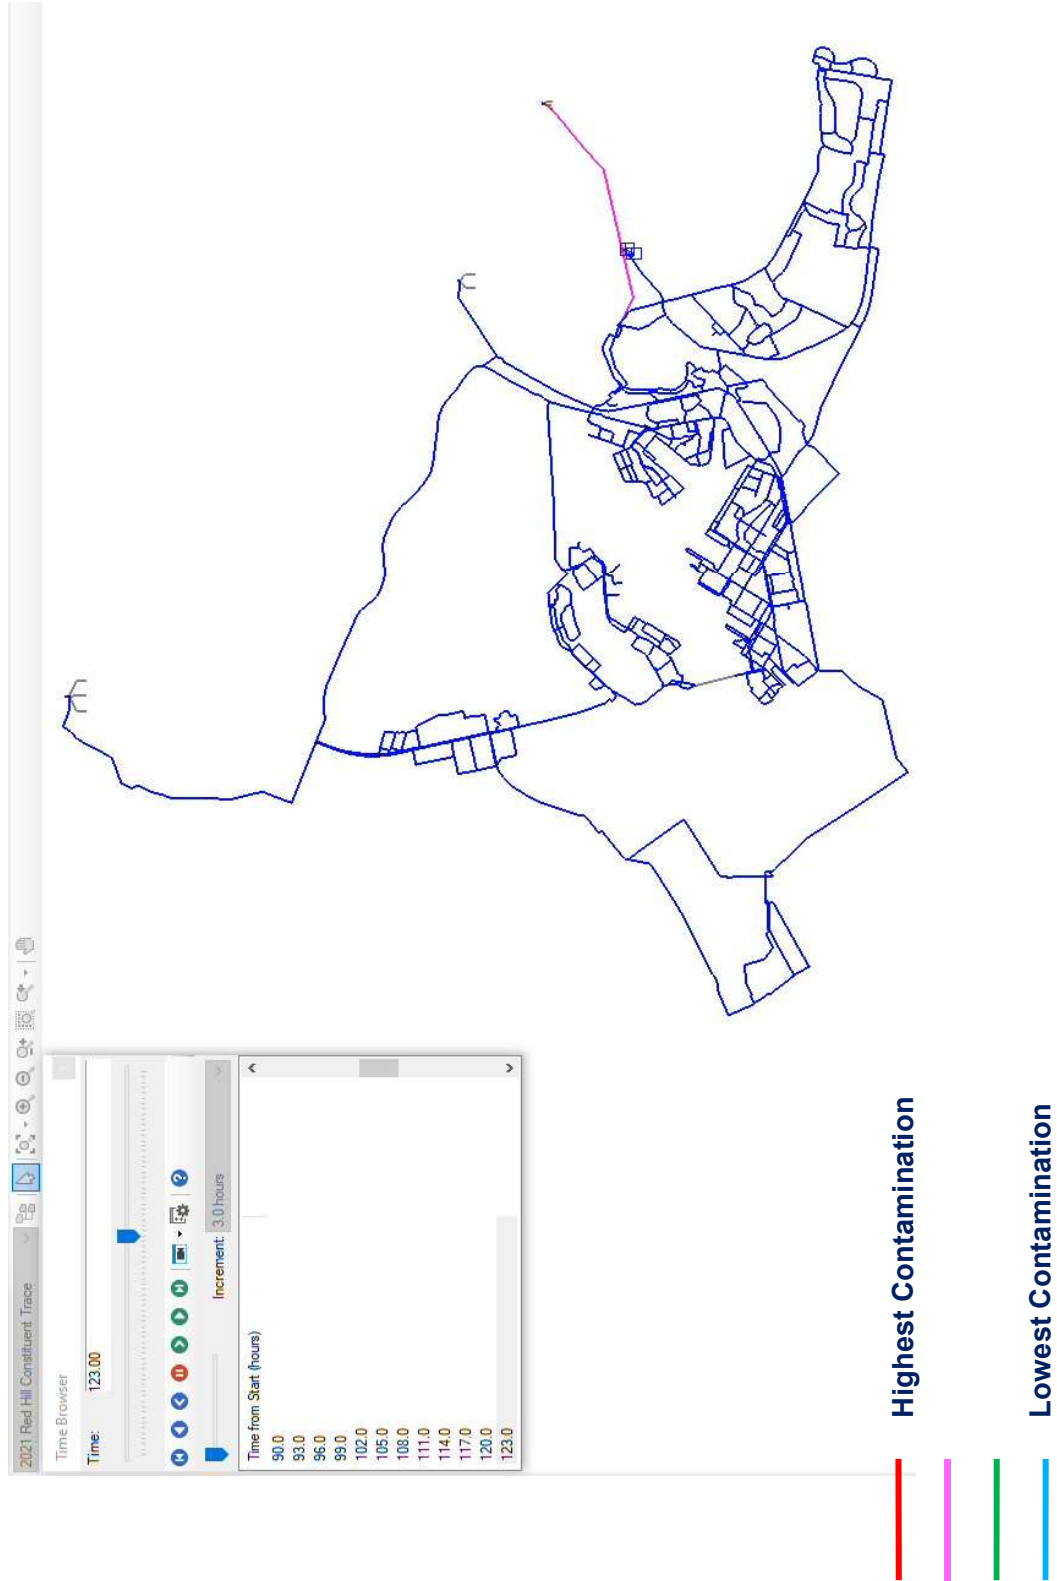 2021 Red Hill Constituent Trace
Time Browser
Time:
123.00
Increment:
3.0 hours
Time from Start (hours)
90.0
93.0
96.0
99.0
102.0
105.0
108.0
111.0
114.0
117.0
120.0
123.0
Highest Contamination
Lowest Contamination